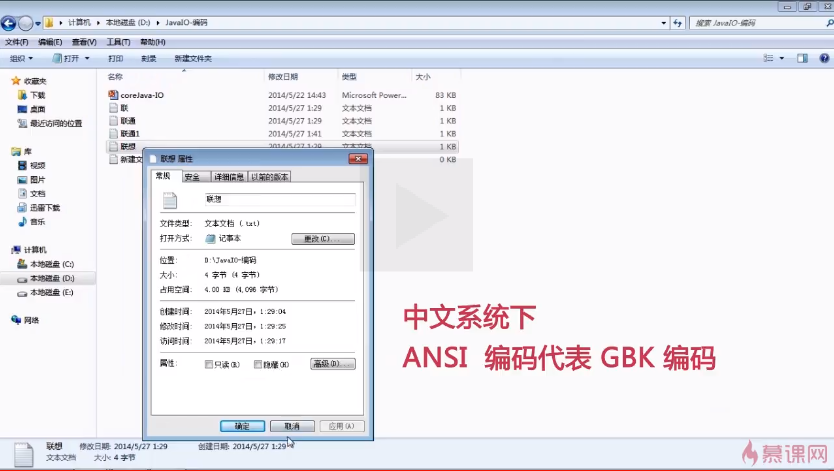 计算机 ▸ 本地磁盘 (D:) ▸ JavaIO-编码
搜索 JavaIO-编码
文件(F) 编辑(E) 查看(V) 工具(T) 帮助(H)
组织 打开 打印 刻录 新建文件夹
名称 修改日期 类型 大小
收藏夹
下载
桌面
最近访问的位置
库
视频
图片
文档
迅雷下载
音乐
计算机
本地磁盘 (C:)
本地磁盘 (D:)
本地磁盘 (E:)
网络
coreJava-IO 2014/5/22 14:43 Microsoft Power... 83 KB
联 2014/5/27 1:29 文本文档 1 KB
联通 2014/5/27 1:29 文本文档 1 KB
联通1 2014/5/27 1:41 文本文档 1 KB
联想 2014/5/27 1:29 文本文档 1 KB
新建文 0 KB
联想 属性
常规 安全 详细信息 以前的版本
联想
文件类型: 文本文档 (.txt)
打开方式: 记事本 更改(C)...
位置: D:\JavaIO-编码
大小: 4 字节 (4 字节)
占用空间: 4.00 KB (4,096 字节)
创建时间: 2014年5月27日，1:29:04
修改时间: 2014年5月27日，1:29:25
访问时间: 2014年5月27日，1:29:17
属性: 只读(R) 隐藏(H) 高级(D)...
确定 取消 应用(A)
中文系统下
ANSI 编码代表 GBK 编码
联想 修改日期: 2014/5/27 1:29 创建日期: 2014/5/27 1:29
文本文档 大小: 4 字节
慕课网